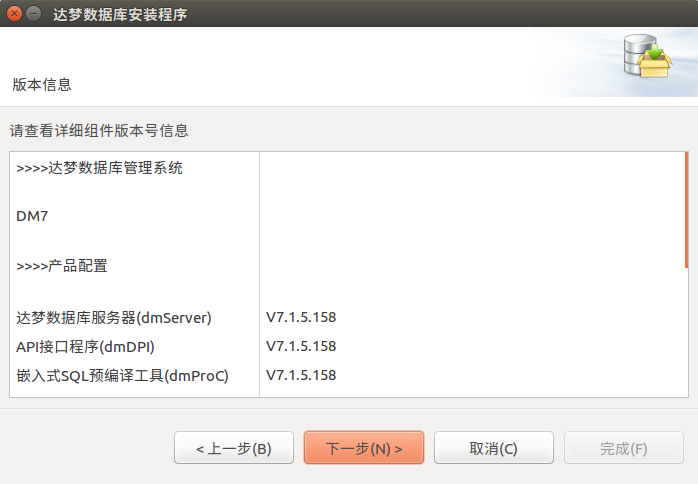 达梦数据库安装程序
版本信息
请查看详细组件版本号信息
>>>>达梦数据库管理系统
DM7
>>>>产品配置
达梦数据库服务器(dmServer) V7.1.5.158
API接口程序(dmDPI) V7.1.5.158
嵌入式SQL预编译工具(dmProC) V7.1.5.158
< 上一步(B) 下一步(N) > 取消(C) 完成(F)